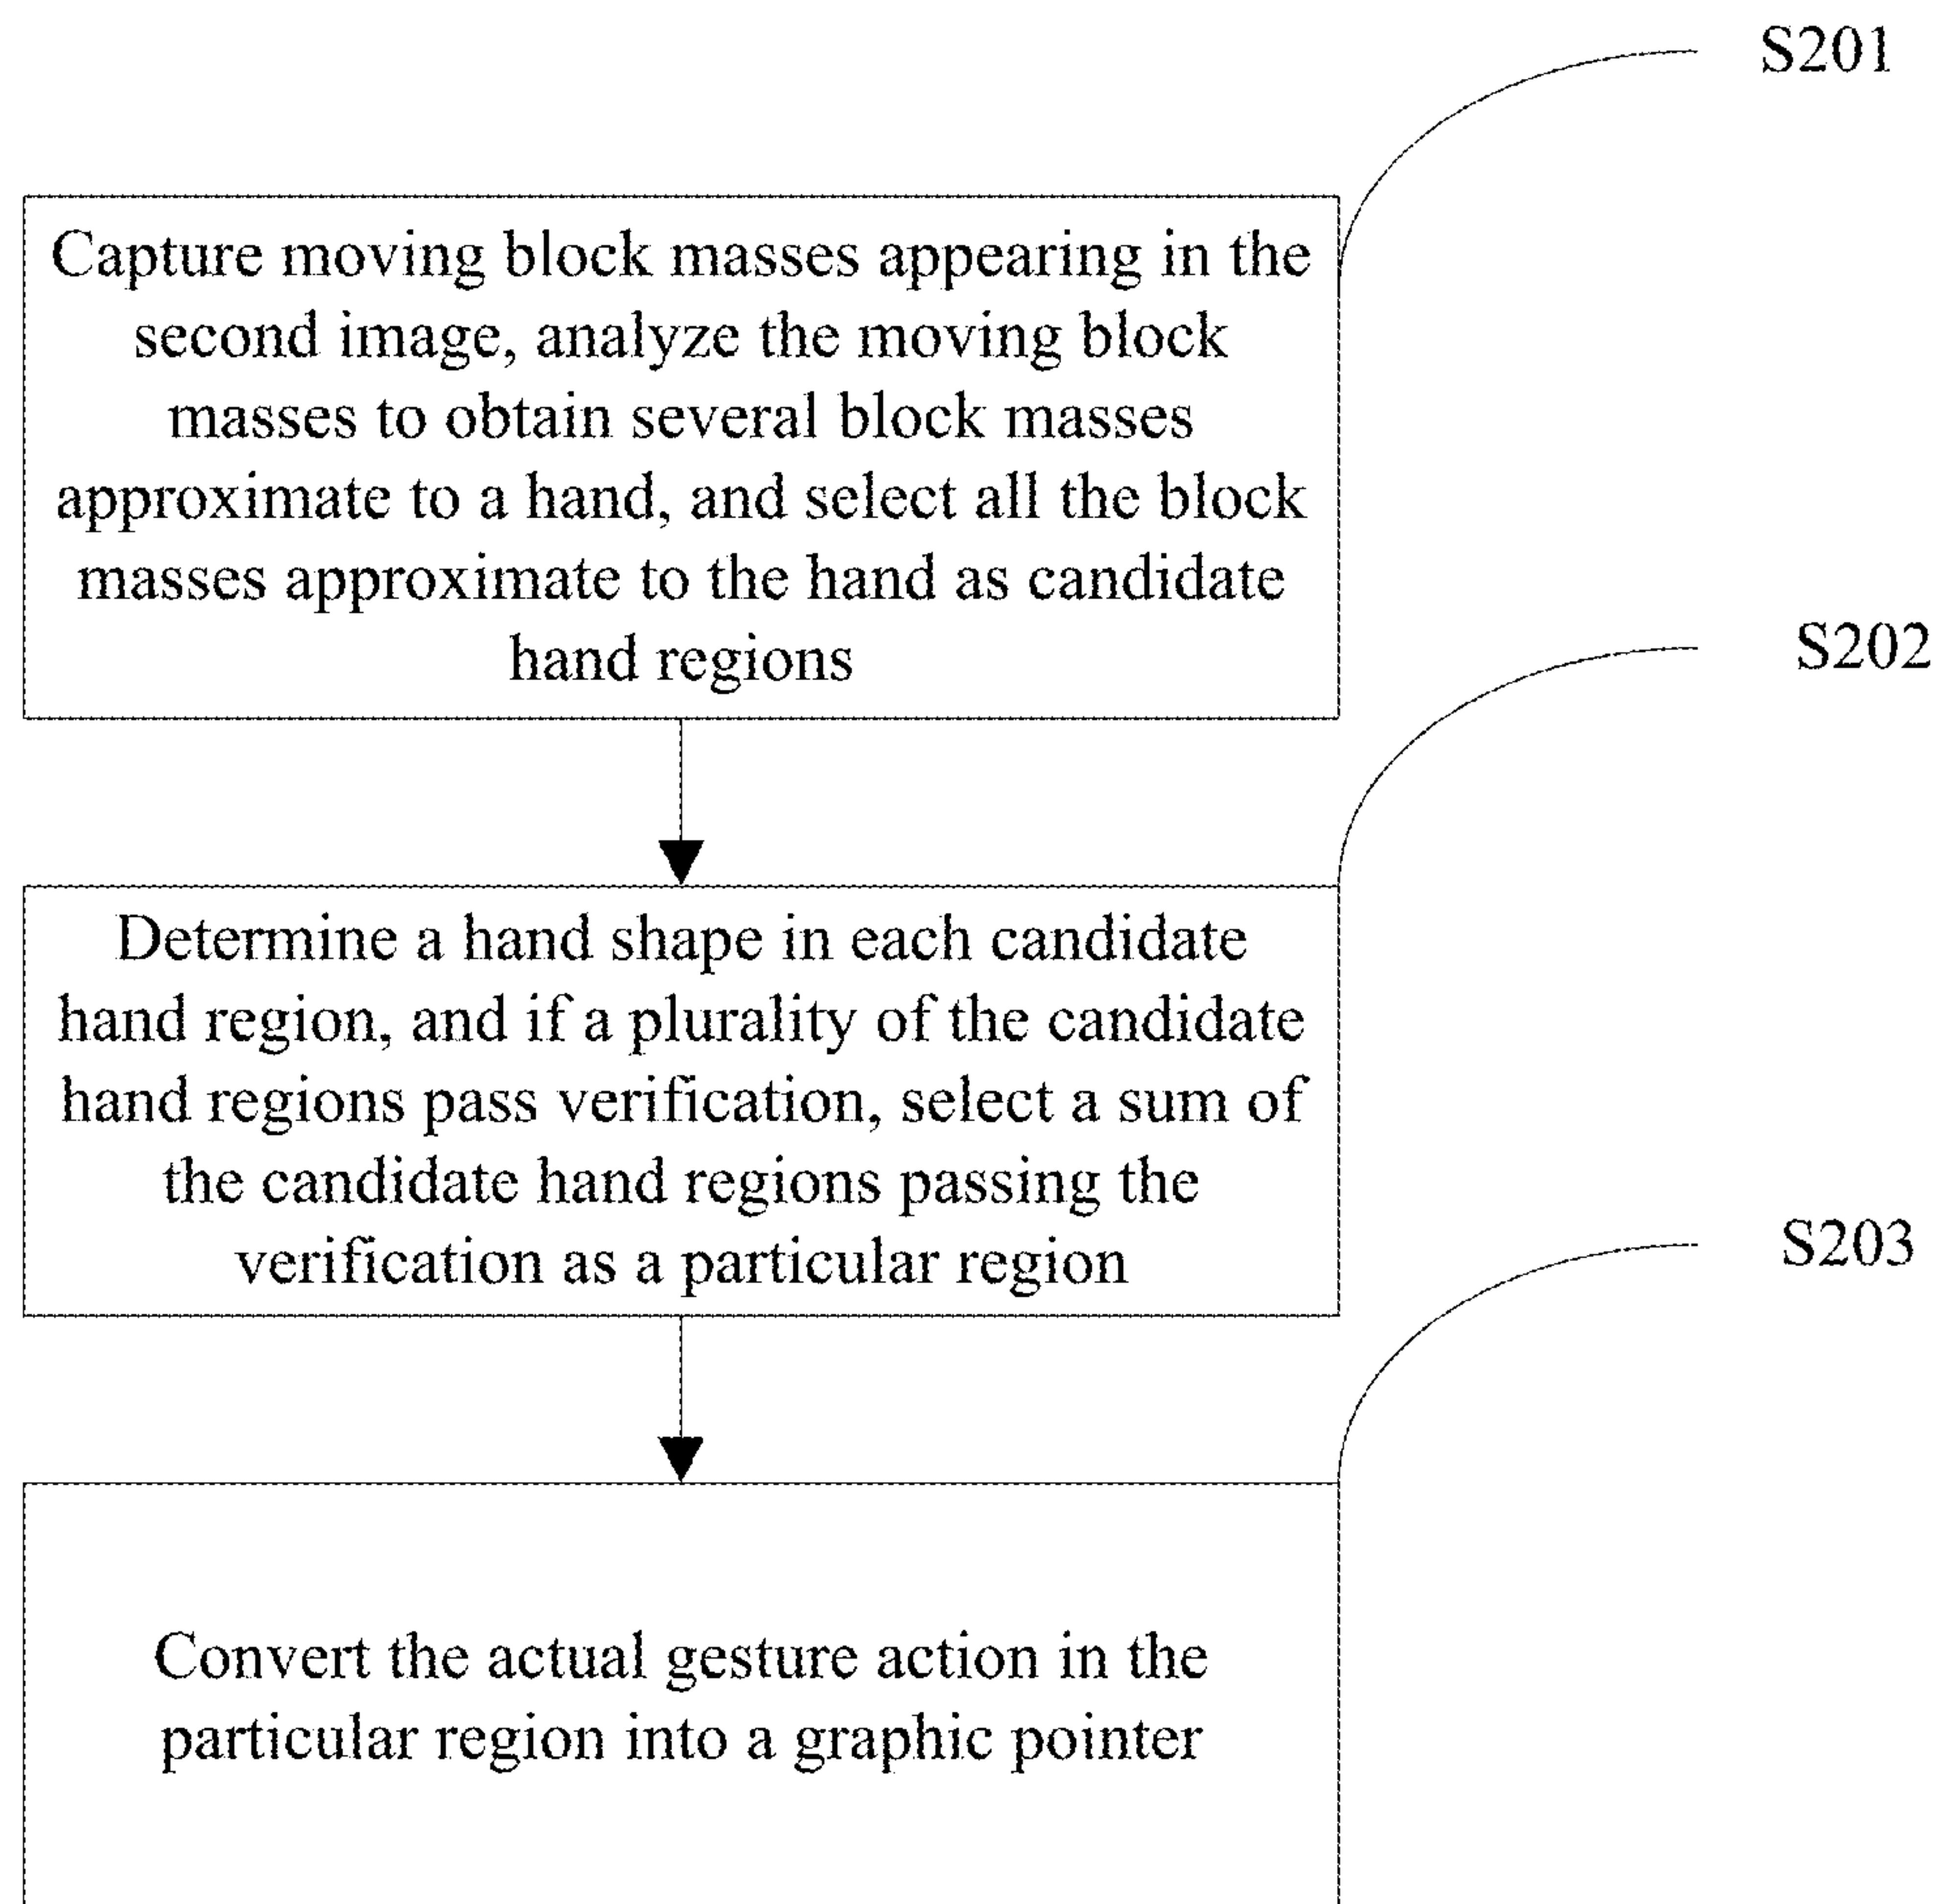 S201
Capture moving block masses appearing in the
second image, analyze the moving block
masses to obtain several block masses
approximate to a hand, and select all the block
masses approximate to the hand as candidate
hand regions
S202
Determine a hand shape in each candidate
hand region, and if a plurality of the candidate
hand regions pass verification, select a sum of
the candidate hand regions passing the
verification as a particular region
S203
Convert the actual gesture action in the
particular region into a graphic pointer